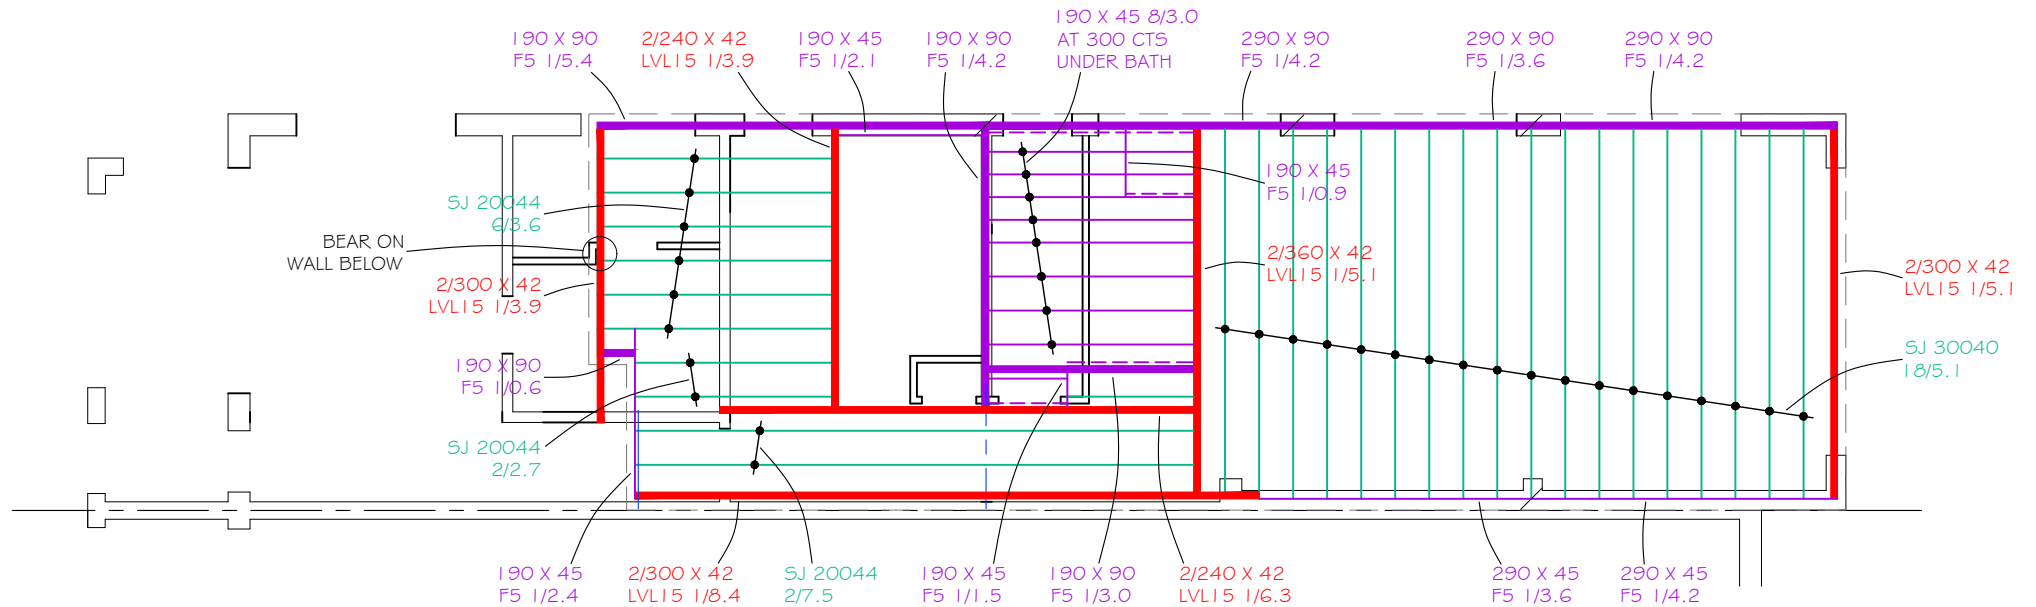 190 X 90
F5 1/5.4
2/240 X 42
LVL15 1/3.9
190 X 45
F5 1/2.1
190 X 90
F5 1/4.2
190 X 45 8/3.0
AT 300 CTS
UNDER BATH
290 X 90
F5 1/4.2
290 X 90
F5 1/3.6
290 X 90
F5 1/4.2
190 X 45
F5 1/0.9
SJ 20044
6/3.6
BEAR ON
WALL BELOW
2/300 X 42
LVL15 1/3.9
2/360 X 42
LVL15 1/5.1
2/300 X 42
LVL15 1/5.1
190 X 90
F5 1/0.6
SJ 30040
18/5.1
SJ 20044
2/2.7
190 X 45
F5 1/2.4
2/300 X 42
LVL15 1/8.4
SJ 20044
2/7.5
190 X 45
F5 1/1.5
190 X 90
F5 1/3.0
2/240 X 42
LVL15 1/6.3
290 X 45
F5 1/3.6
290 X 45
F5 1/4.2